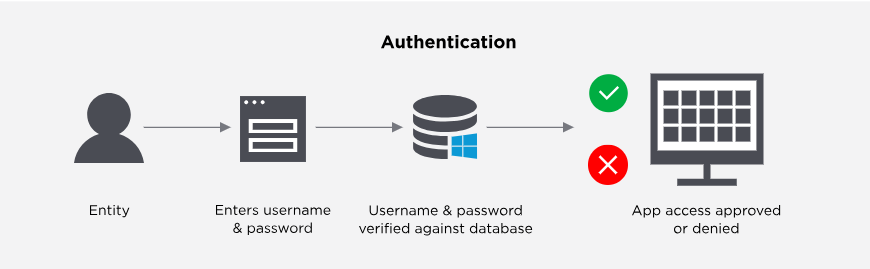 Authentication
Entity
Enters username
& password
Username & password
verified against database
App access approved
or denied